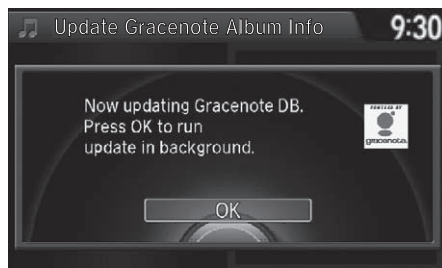 Update Gracenote Album Info
9:30
Now updating Gracenote DB.
Press OK to run
update in background.
POWERED BY
gracenote.
OK